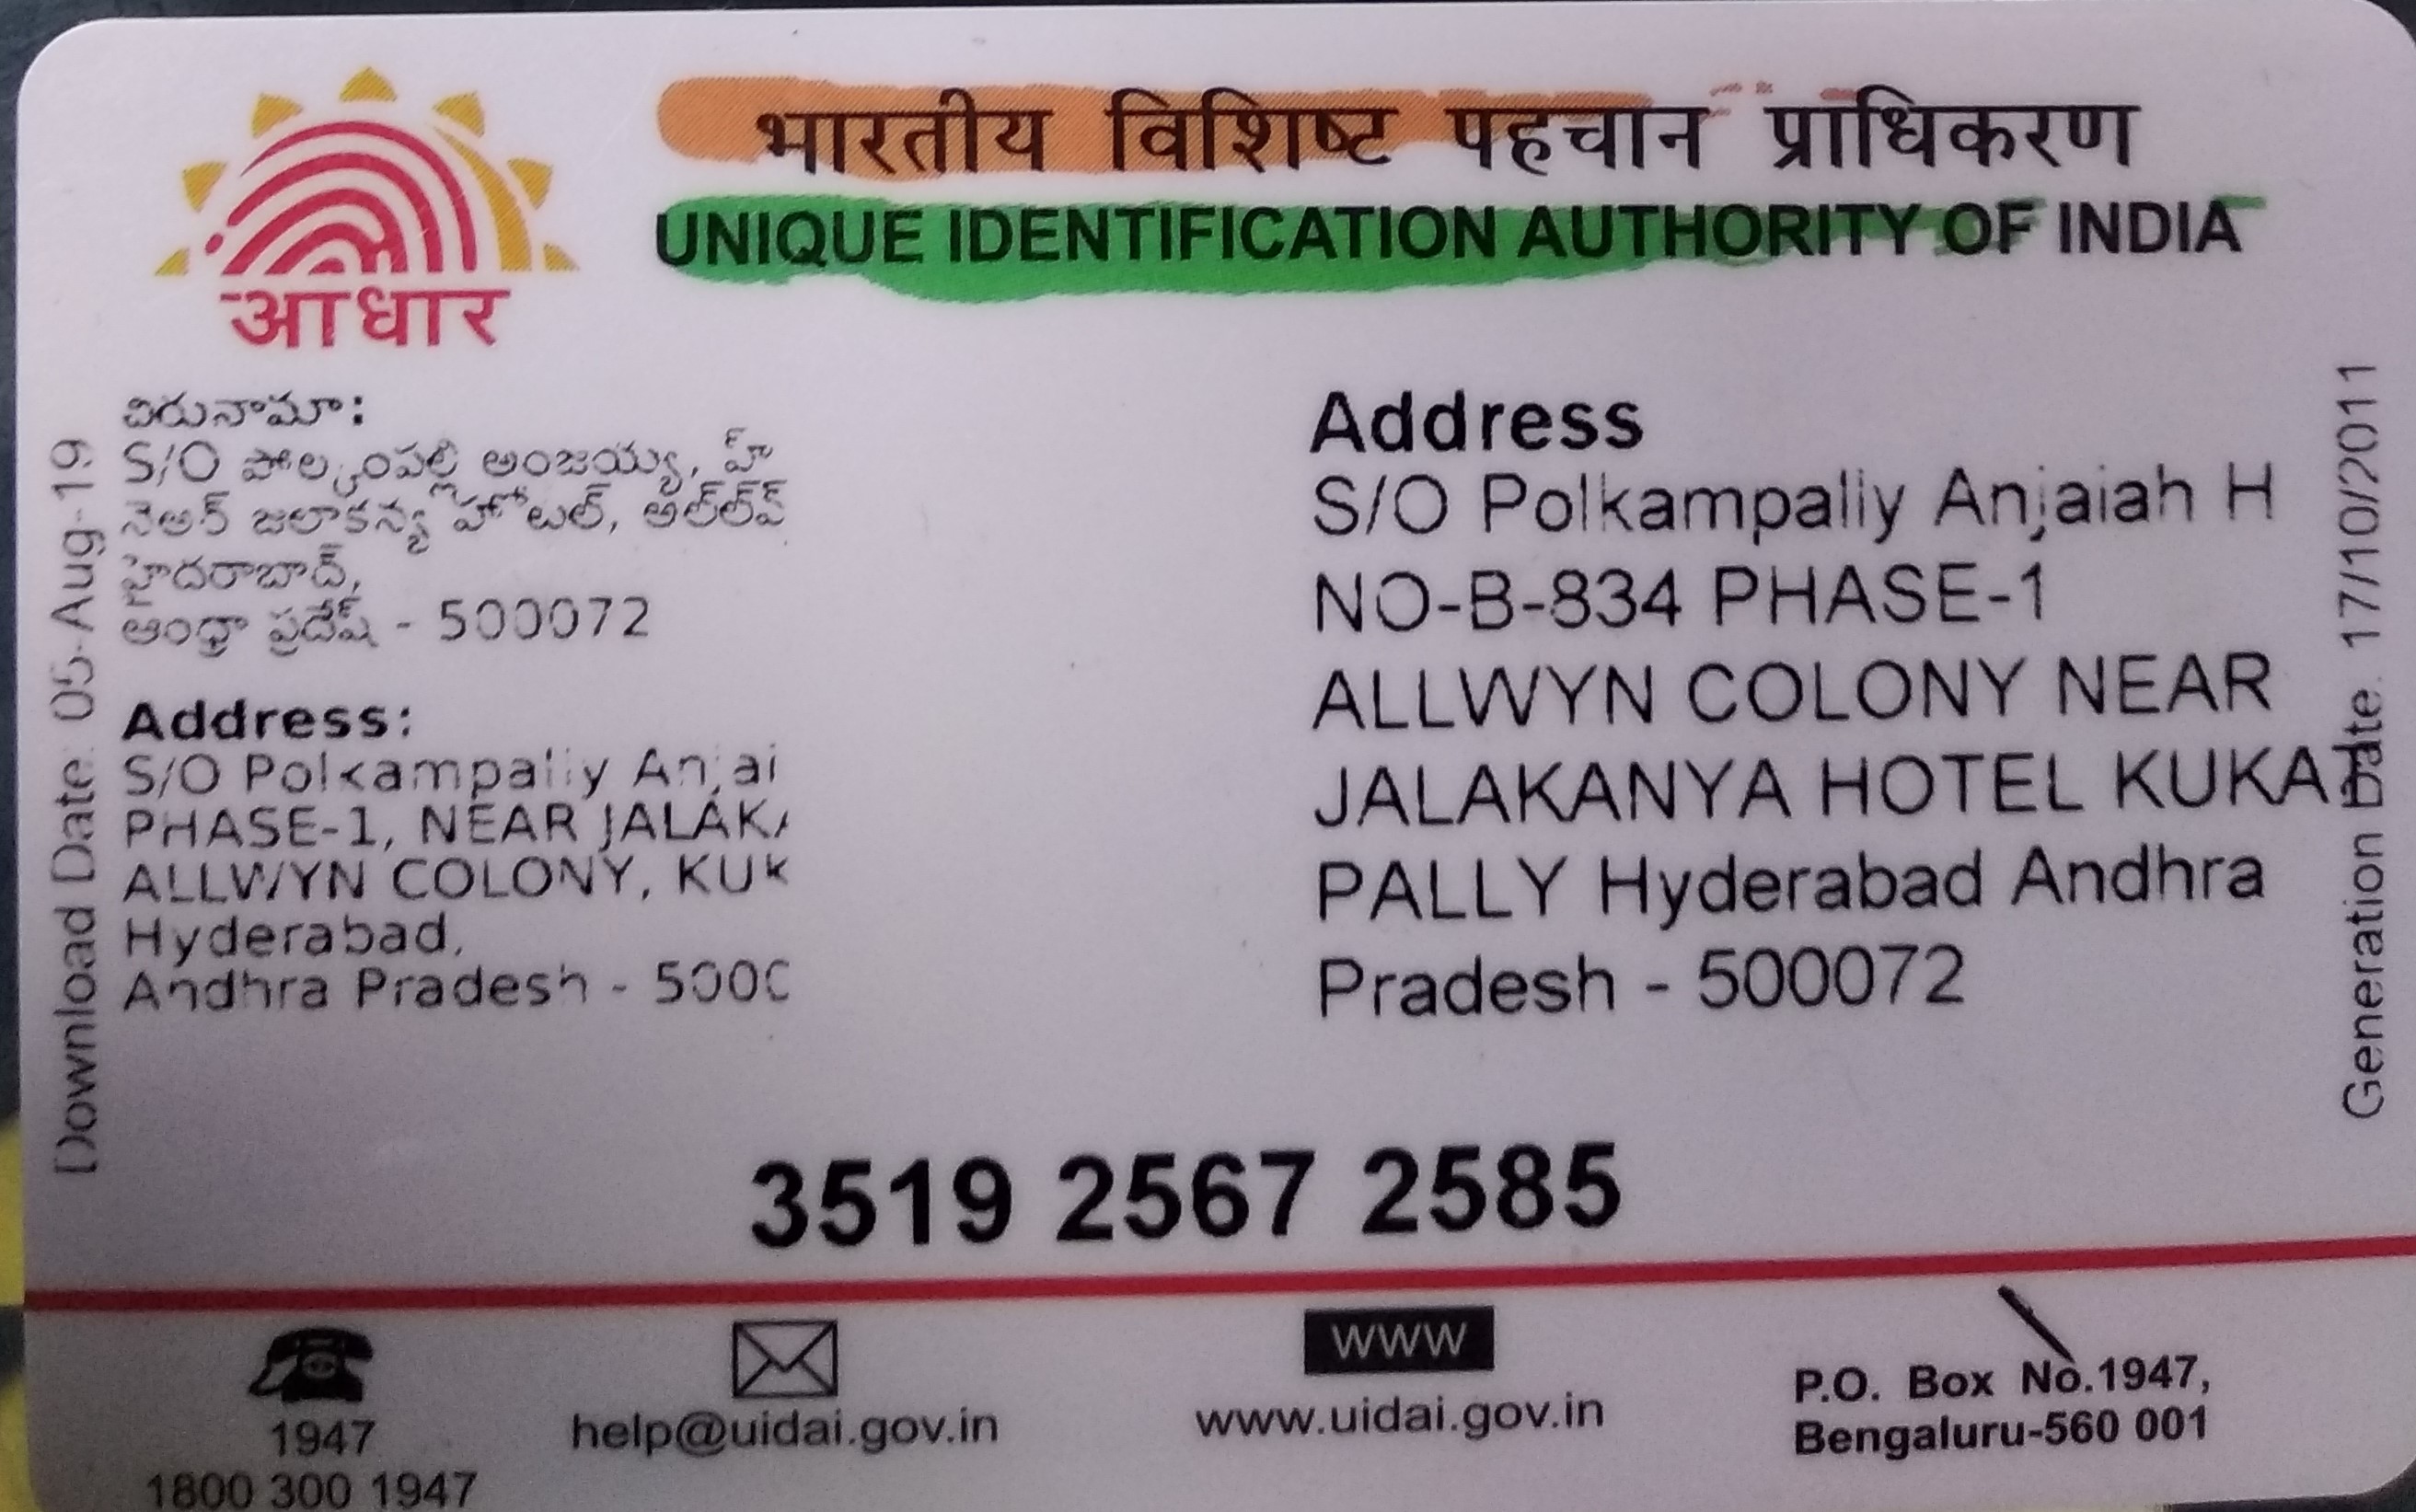 भारतीय विशिष्ट पहचान प्राधिकरण
UNIQUE IDENTIFICATION AUTHORITY OF INDIA
आधार
Download Date: 05-Aug-19
చిరునామా:
S/O పోల్కంపల్లి అంజయ్య, హ్
నెఅర్ జలాకన్య హోటల్, అల్ల్వ్
హైదరాబాద్,
ఆంధ్రా ప్రదేష్ - 500072
Address:
S/O Polkampally Anjai
PHASE-1, NEAR JALAKA
ALLWYN COLONY, KUK
Hyderabad,
Andhra Pradesh - 500
Address
S/O Polkampally Anjaiah H
NO-B-834 PHASE-1
ALLWYN COLONY NEAR
JALAKANYA HOTEL KUKAT
PALLY Hyderabad Andhra
Pradesh - 500072
Generation Date: 17/10/2011
3519 2567 2585
1947
1800 300 1947
help@uidai.gov.in
www
www.uidai.gov.in
P.O. Box No.1947,
Bengaluru-560 001